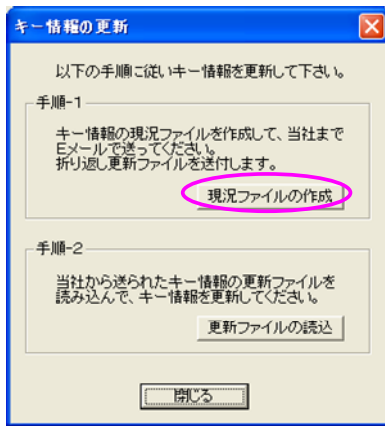 キー情報の更新
以下の手順に従いキー情報を更新して下さい。
手順-1
キー情報の現況ファイルを作成して、当社まで
Eメールで送ってください。
折り返し更新ファイルを送付します。
現況ファイルの作成
手順-2
当社から送られたキー情報の更新ファイルを
読み込んで、キー情報を更新してください。
更新ファイルの読込
閉じる